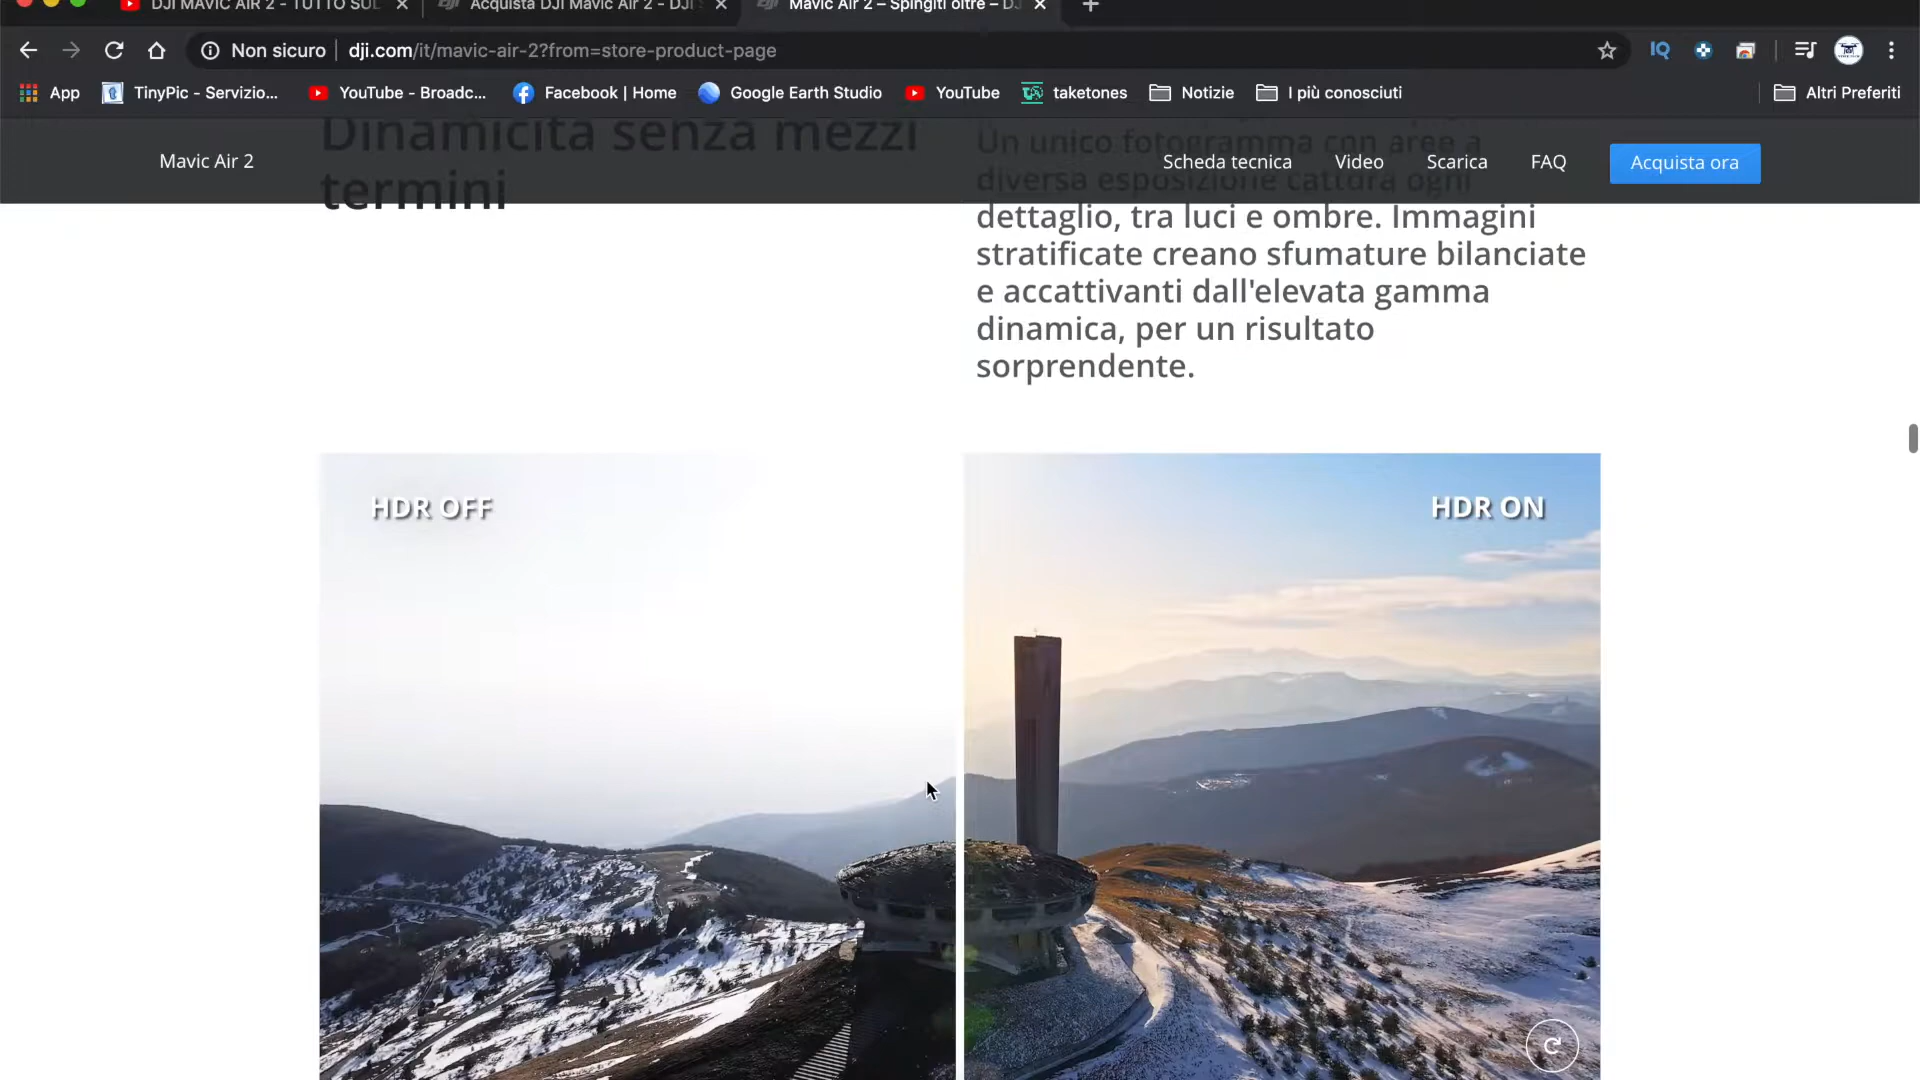 DJI MAVIC AIR 2 - TUTTO SUL
Acquista DJI Mavic Air 2 - DJI
Mavic Air 2 – Spingiti oltre – DJ
Non sicuro
dji.com/it/mavic-air-2?from=store-product-page
App
TinyPic - Servizio...
YouTube - Broadc...
Facebook | Home
Google Earth Studio
YouTube
taketones
Notizie
I più conosciuti
Altri Preferiti
Mavic Air 2
Scheda tecnica
Video
Scarica
FAQ
Acquista ora
Dinamicità senza mezzi
termini
Un unico fotogramma con aree a
diversa esposizione cattura ogni
dettaglio, tra luci e ombre. Immagini
stratificate creano sfumature bilanciate
e accattivanti dall'elevata gamma
dinamica, per un risultato
sorprendente.
HDR OFF
HDR ON